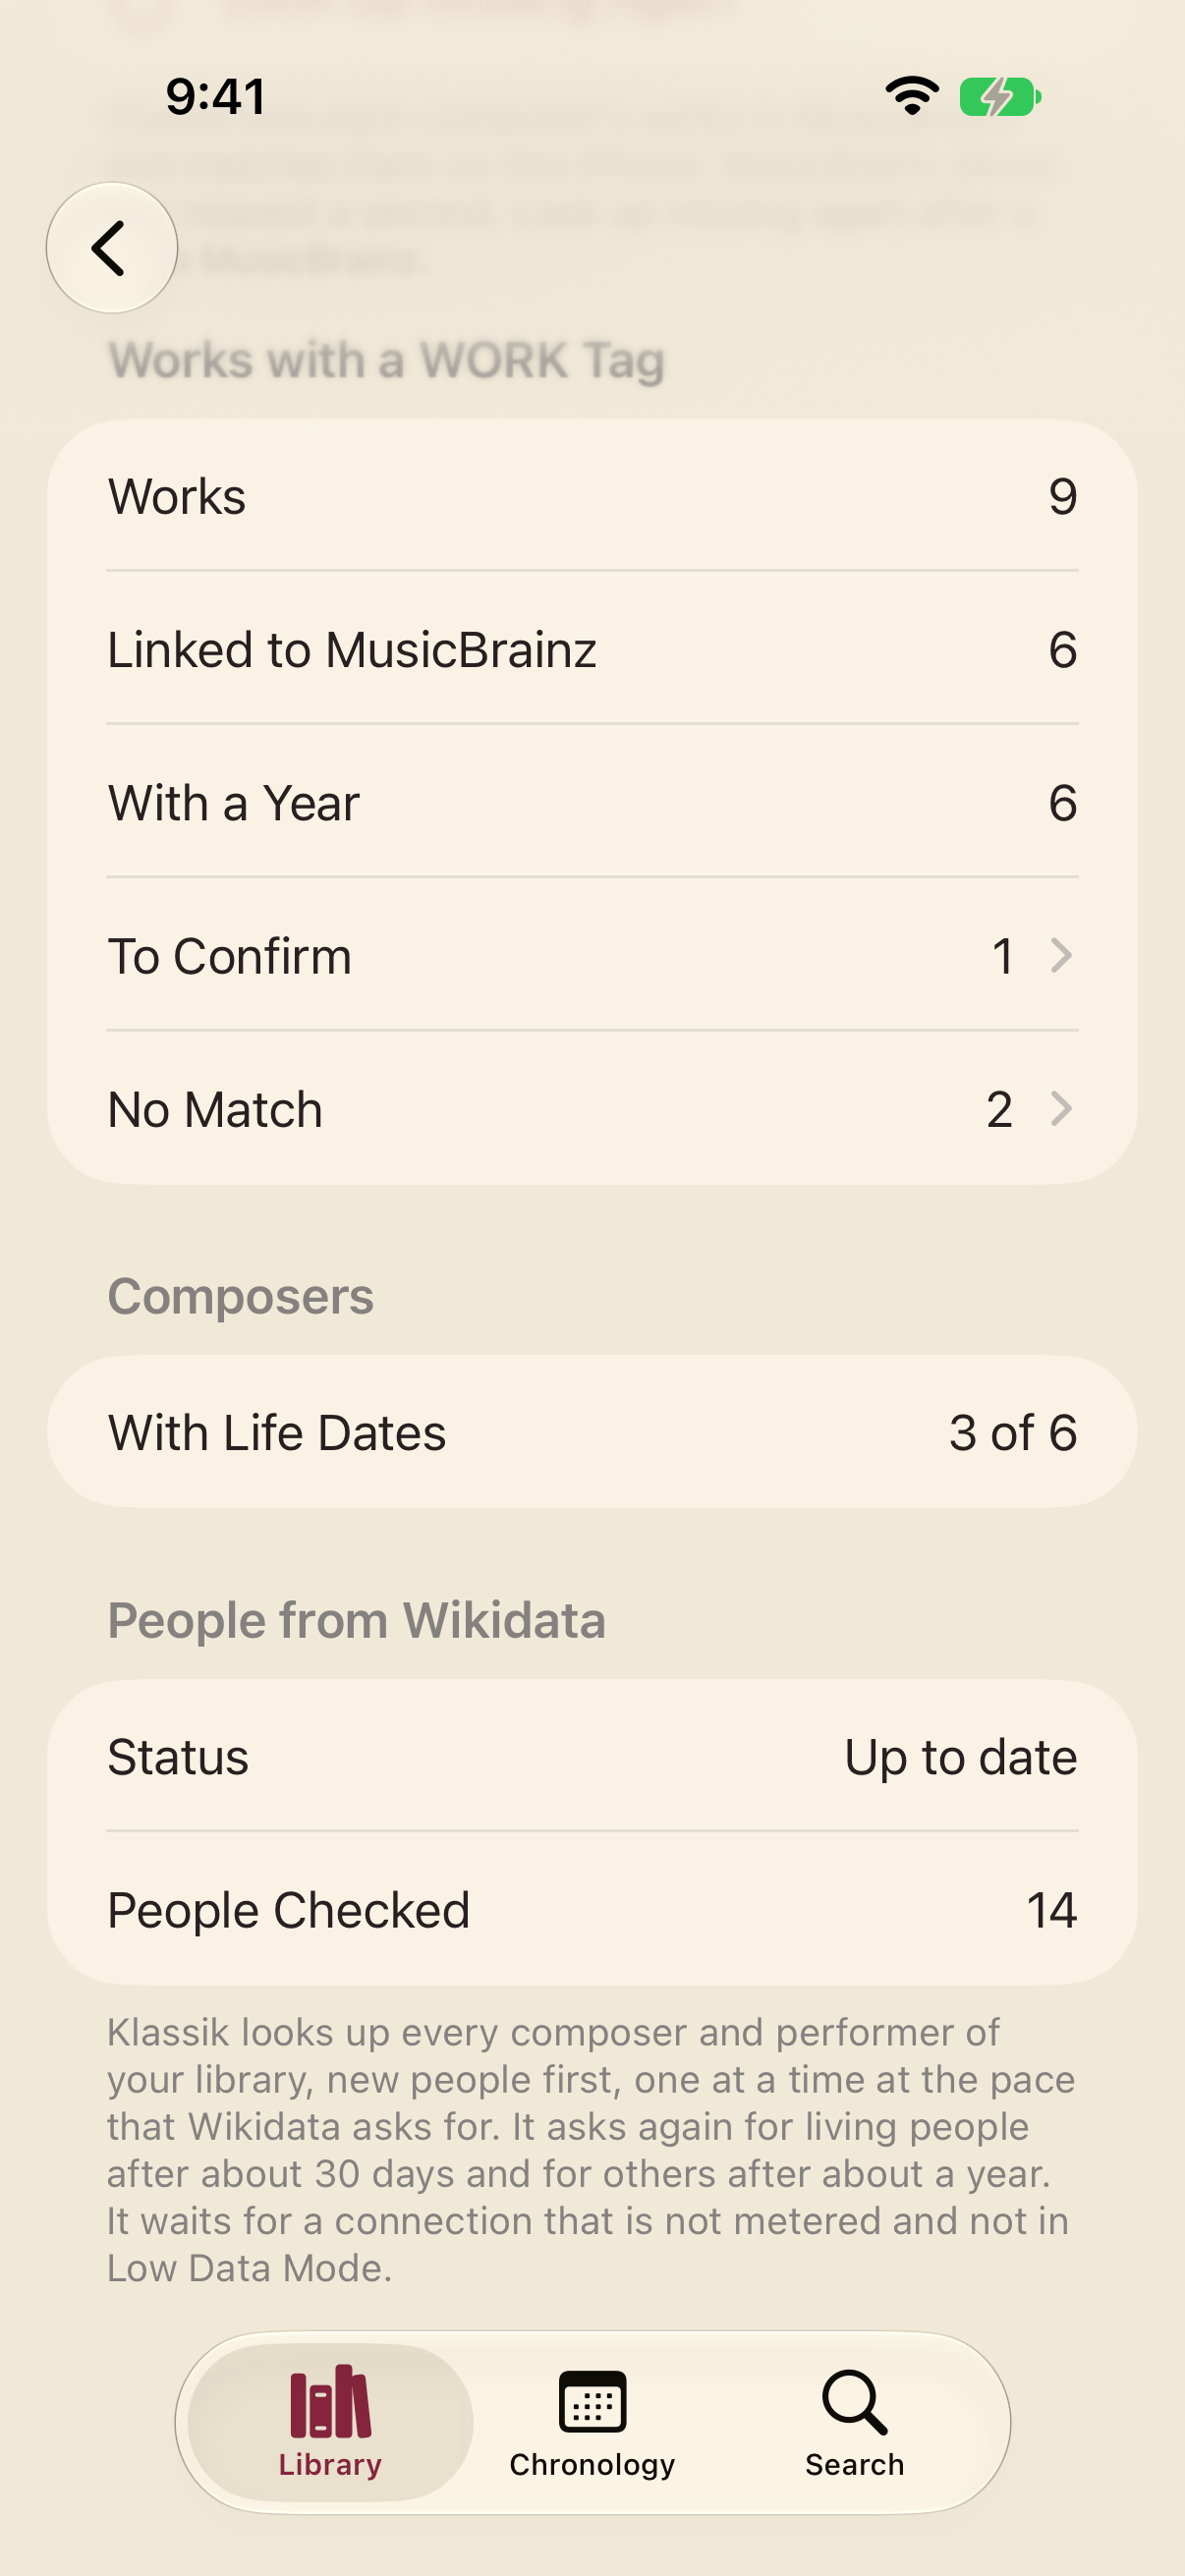 9:41
MusicBrainz.
Works with a WORK Tag
Works 9
Linked to MusicBrainz 6
With a Year 6
To Confirm 1
No Match 2
Composers
With Life Dates 3 of 6
People from Wikidata
Status Up to date
People Checked 14
Klassik looks up every composer and performer of
your library, new people first, one at a time at the pace
that Wikidata asks for. It asks again for living people
after about 30 days and for others after about a year.
It waits for a connection that is not metered and not in
Low Data Mode.
Library Chronology Search